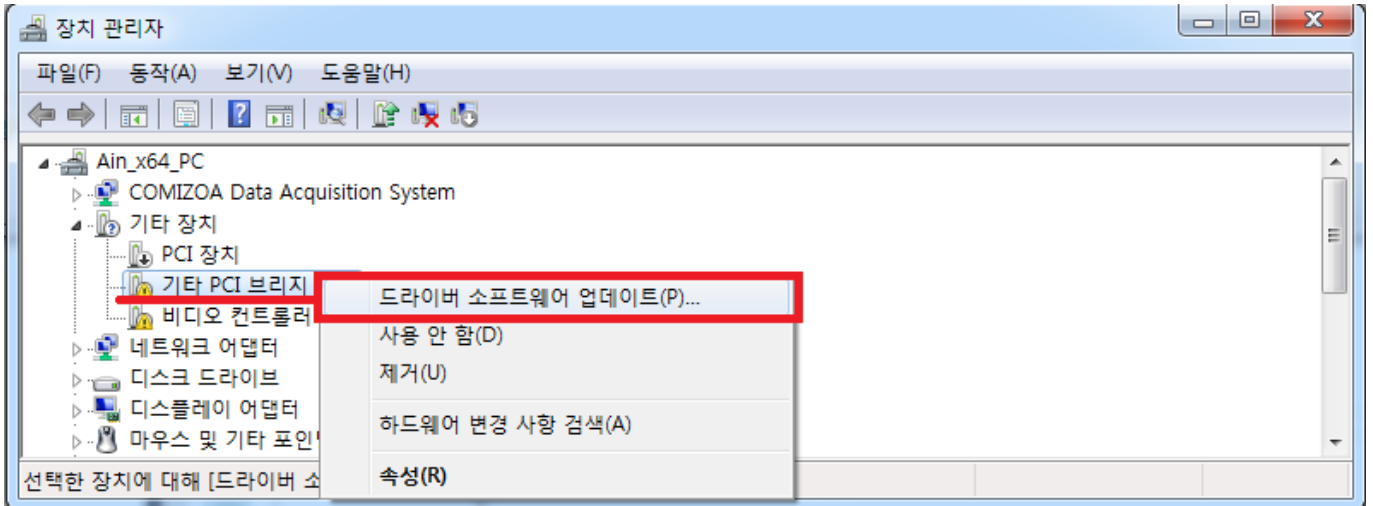 장치 관리자
파일(F) 동작(A) 보기(V) 도움말(H)
Ain_x64_PC
COMIZOA Data Acquisition System
기타 장치
PCI 장치
기타 PCI 브리지
비디오 컨트롤러
네트워크 어댑터
디스크 드라이브
디스플레이 어댑터
마우스 및 기타 포인
선택한 장치에 대해 [드라이버 소
드라이버 소프트웨어 업데이트(P)...
사용 안 함(D)
제거(U)
하드웨어 변경 사항 검색(A)
속성(R)